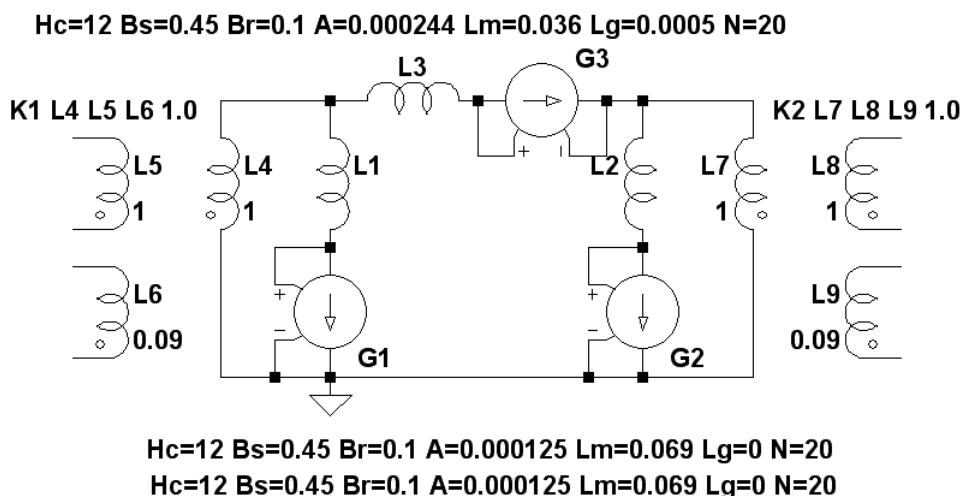 Hc=12 Bs=0.45 Br=0.1 A=0.000244 Lm=0.036 Lg=0.0005 N=20
G3
L3
K1 L4 L5 L6 1.0
K2 L7 L8 L9 1.0
L5
L4
L1
L2
L7
L8
1
1
1
1
+ -
L6
+
+
L9
0.09
-
-
0.09
G1
G2
Hc=12 Bs=0.45 Br=0.1 A=0.000125 Lm=0.069 Lg=0 N=20
Hc=12 Bs=0.45 Br=0.1 A=0.000125 Lm=0.069 Lg=0 N=20